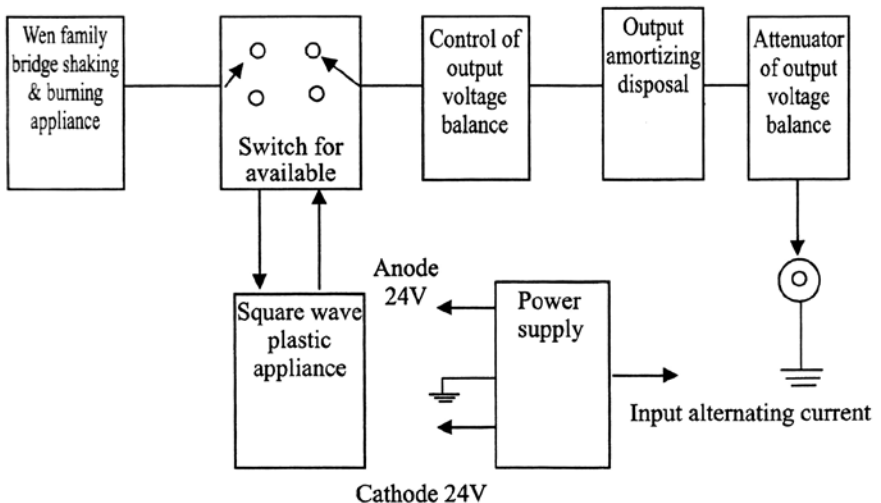 Wen family
bridge shaking
& burning
appliance
Switch for
available
Control of
output
voltage
balance
Output
amortizing
disposal
Attenuator
of output
voltage
balance
Square wave
plastic
appliance
Anode
24V
Power
supply
Input alternating current
Cathode 24V